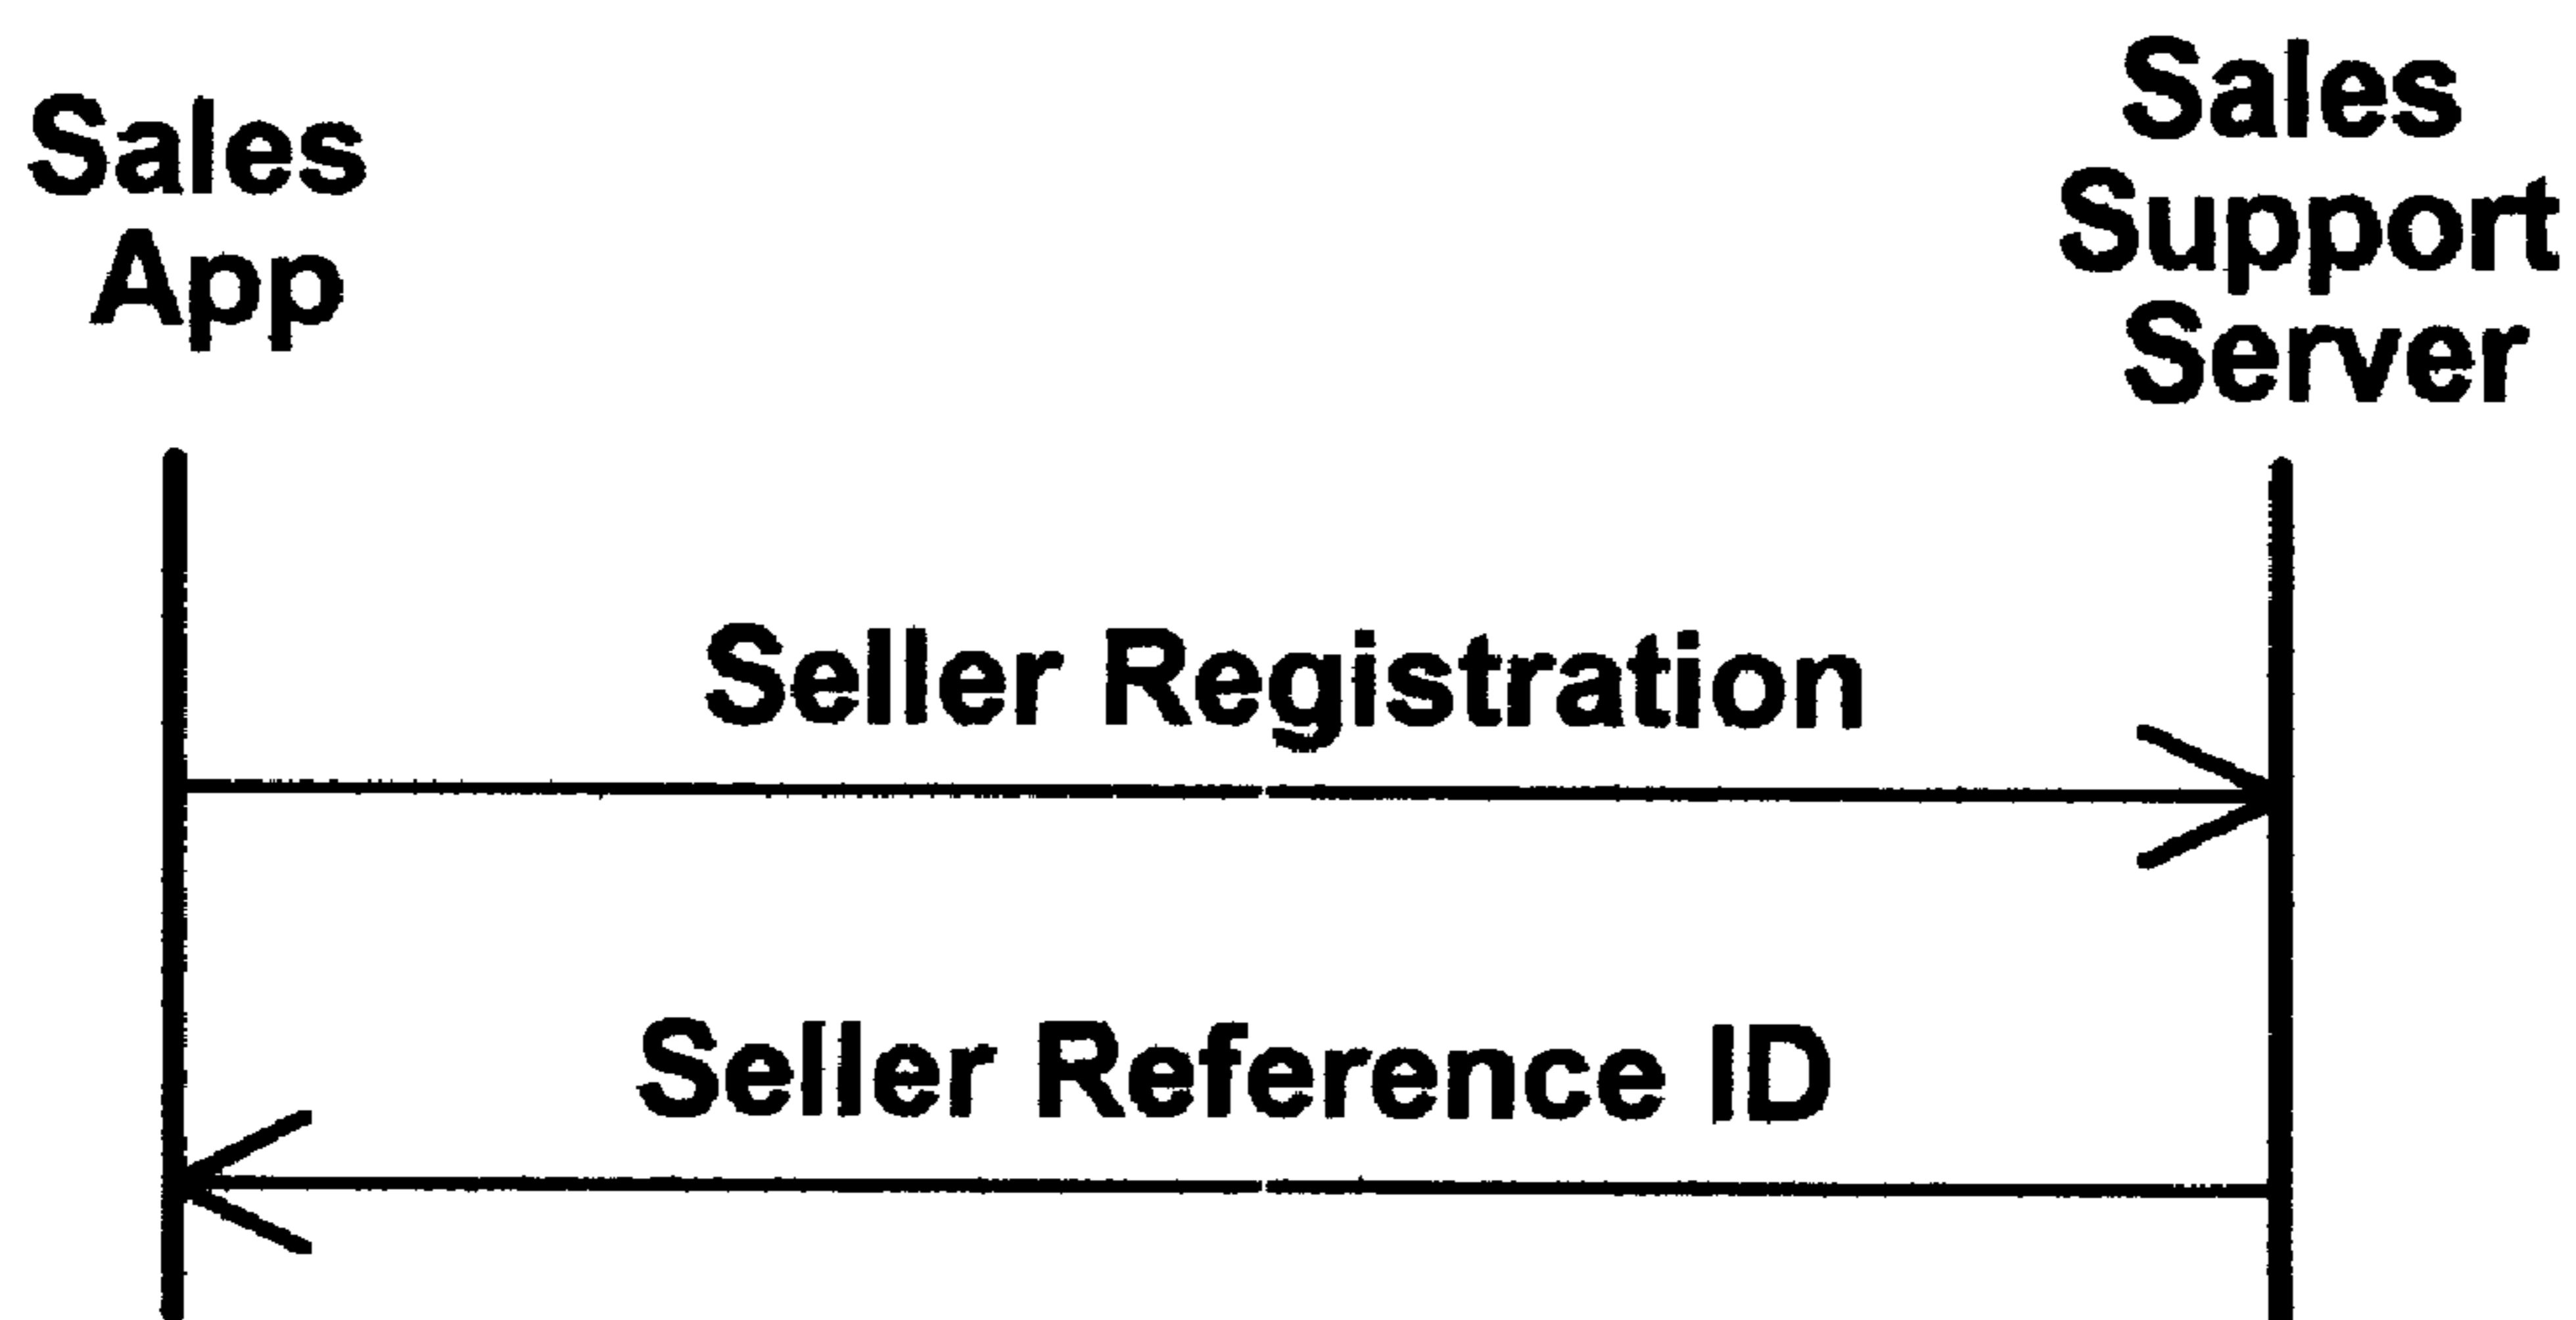 Sales
App
Sales
Support
Server
Seller Registration
Seller Reference ID